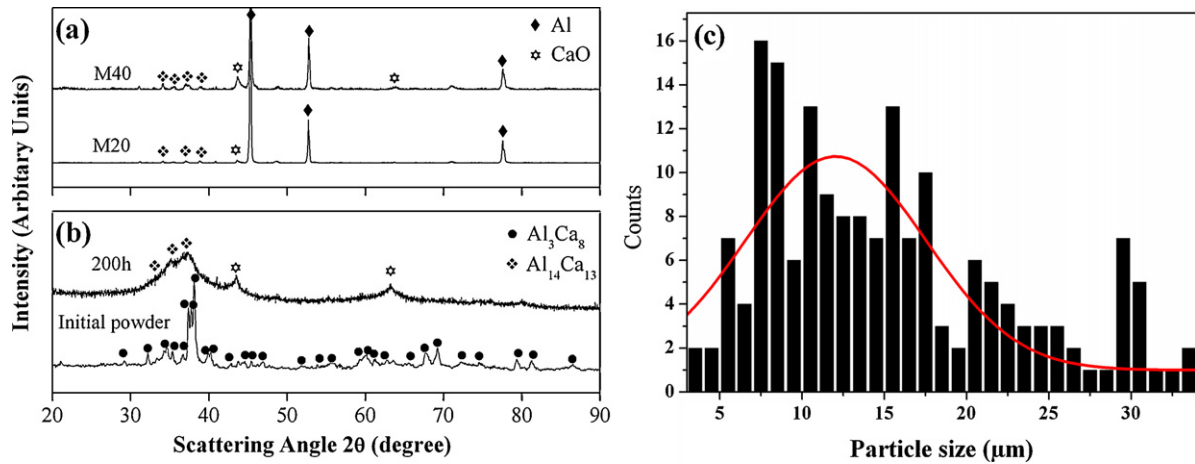 (a)
Al
CaO
M40
M20
(b)
Al3Ca8
Al14Ca13
200h
Initial powder
Intensity (Arbitary Units)
20 30 40 50 60 70 80 90
Scattering Angle 2θ (degree)
(c)
16
14
12
10
8
6
4
2
0
Counts
5 10 15 20 25 30
Particle size (μm)